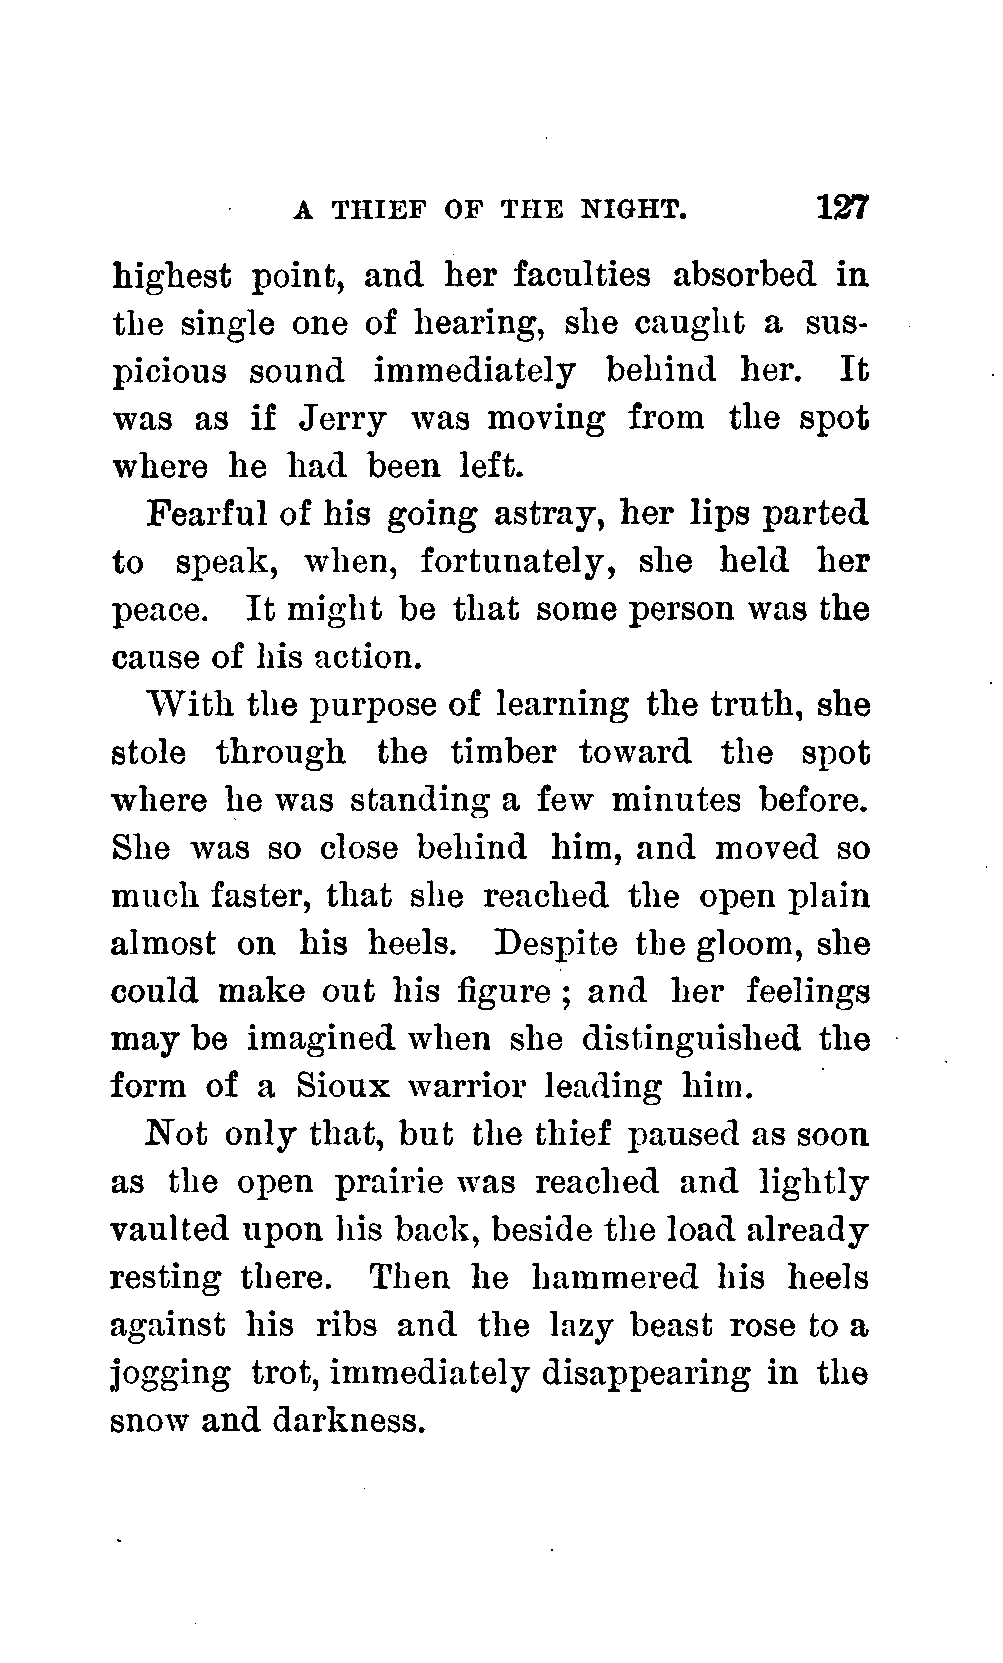 A THIEF OF THE NIGHT. 127
highest point, and her faculties absorbed in
the single one of hearing, she caught a sus-
picious sound immediately behind her. It
was as if Jerry was moving from the spot
where he had been left.
Fearful of his going astray, her lips parted
to speak, when, fortunately, she held her
peace. It might be that some person was the
cause of his action.
With the purpose of learning the truth, she
stole through the timber toward the spot
where he was standing a few minutes before.
She was so close behind him, and moved so
much faster, that she reached the open plain
almost on his heels. Despite the gloom, she
could make out his figure ; and her feelings
may be imagined when she distinguished the
form of a Sioux warrior leading him.
Not only that, but the thief paused as soon
as the open prairie was reached and lightly
vaulted upon his back, beside the load already
resting there. Then he hammered his heels
against his ribs and the lazy beast rose to a
jogging trot, immediately disappearing in the
snow and darkness.